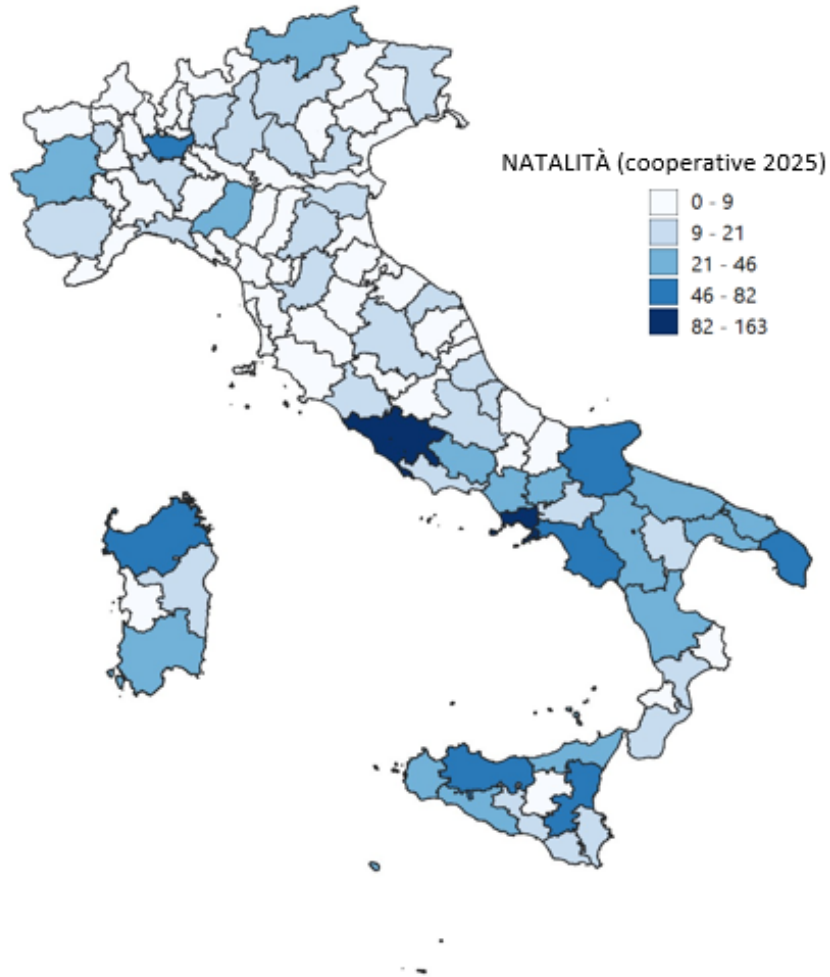 NATALITÀ (cooperative 2025)
0 - 9
9 - 21
21 - 46
46 - 82
82 - 163